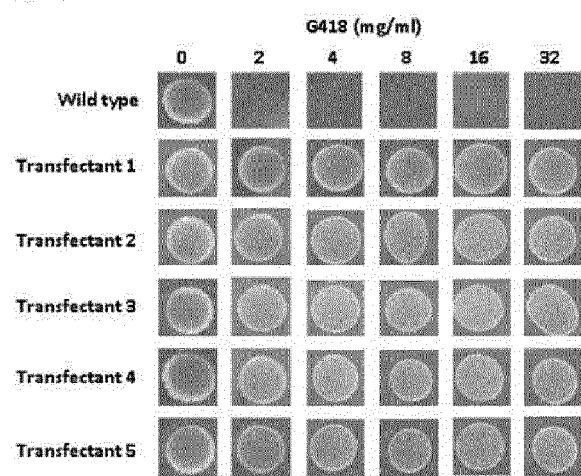 G418 (mg/ml)
0 2 4 8 16 32
Wild type
Transfectant 1
Transfectant 2
Transfectant 3
Transfectant 4
Transfectant 5